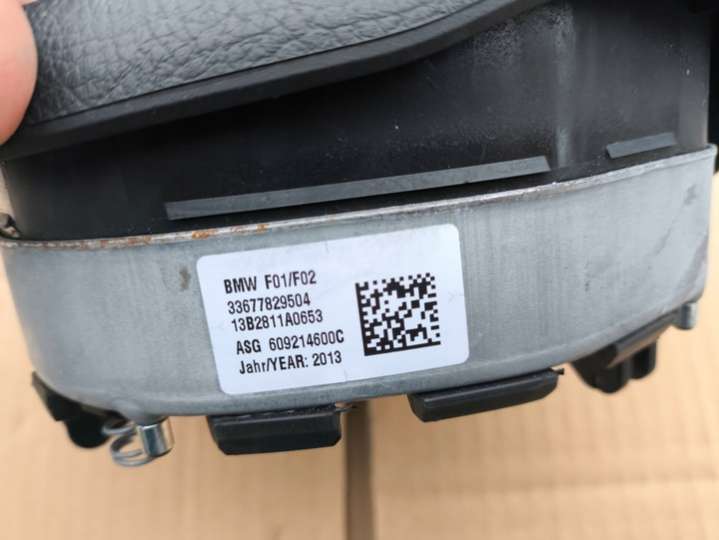 BMW F01/F02
33677829504
13B2811A0653
ASG 609214600C
Jahr/YEAR: 2013